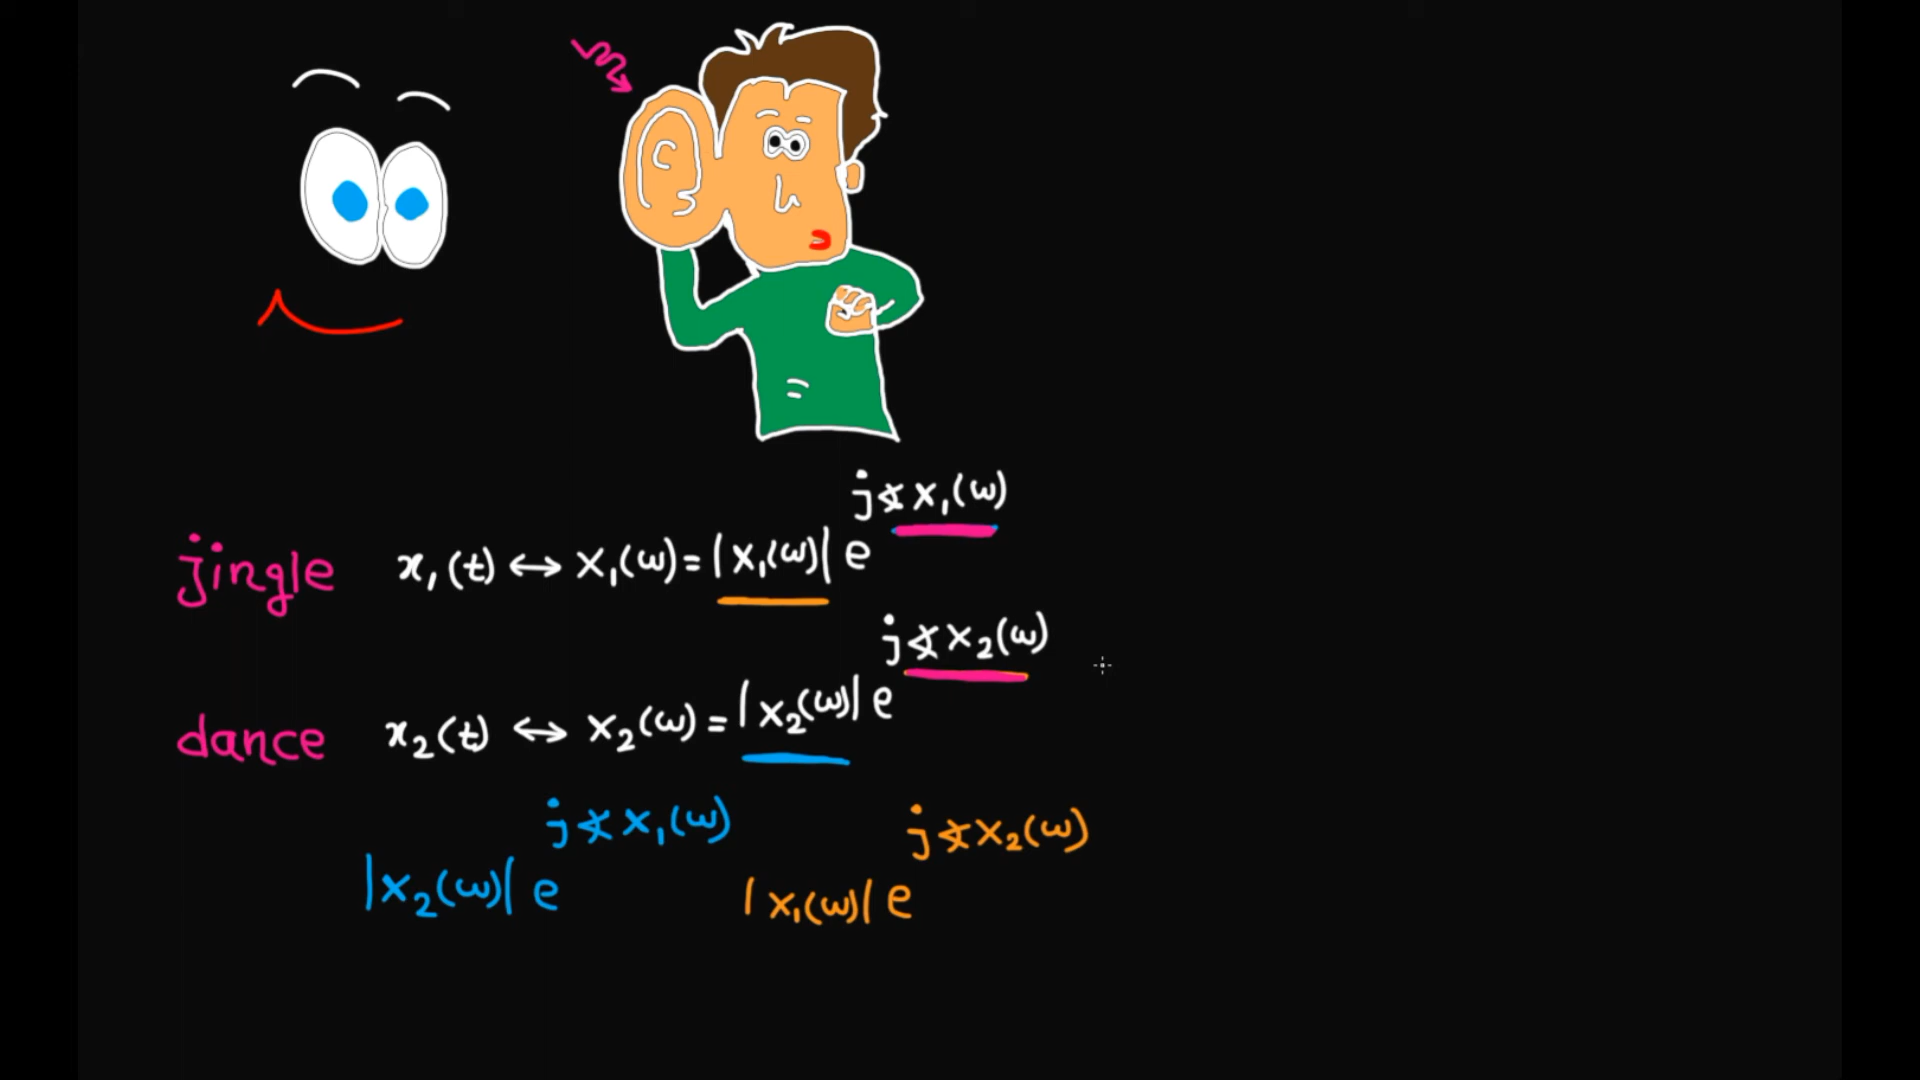 jingle x₁(t) ↔ X₁(ω) = |X₁(ω)| e^{j∢X₁(ω)}
dance x₂(t) ↔ X₂(ω) = |X₂(ω)| e^{j∢X₂(ω)}
|X₂(ω)| e^{j∢X₁(ω)} |X₁(ω)| e^{j∢X₂(ω)}